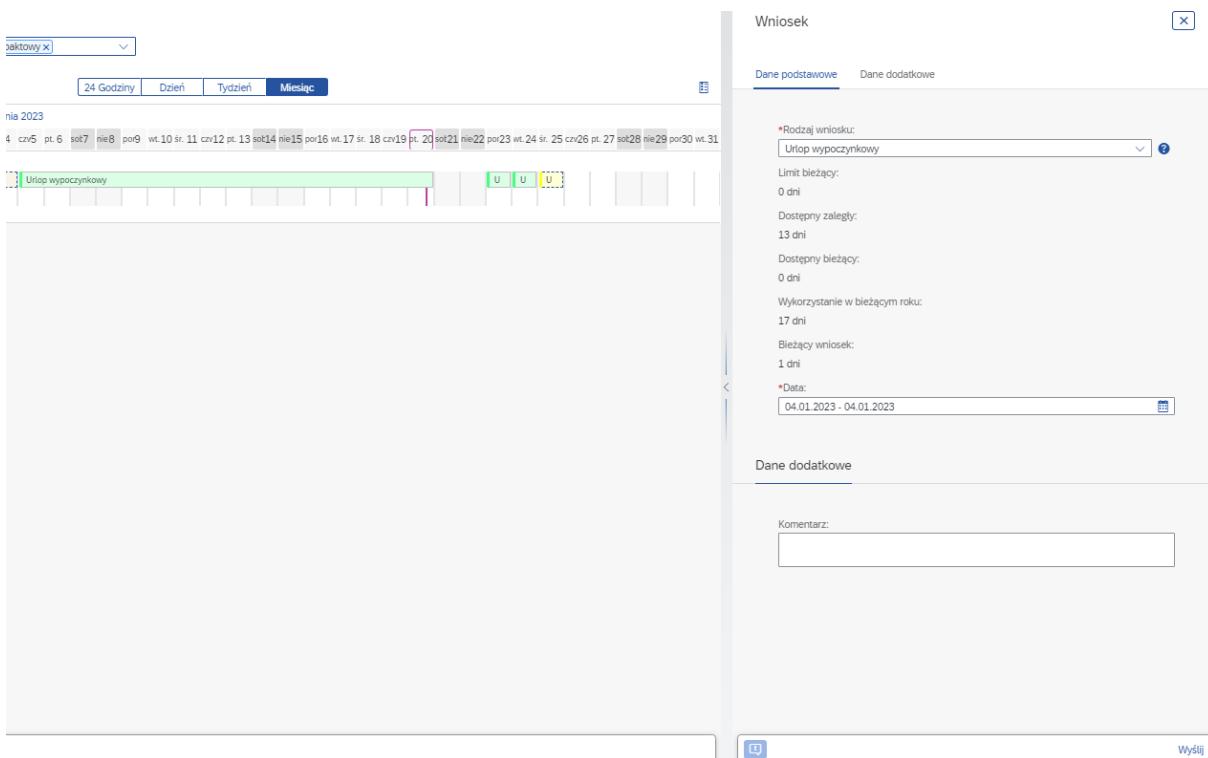 Wniosek
paktowy
Dane podstawowe Dane dodatkowe
24 Godziny Dzień Tydzień Miesiąc
nia 2023
4 czw5 pt. 6 sob7 nie8 pon9 wt. 10 śr. 11 czw12 pt. 13 sob14 nie15 pon16 wt. 17 śr. 18 czw19 pt. 20 sob21 nie22 pon23 wt. 24 śr. 25 czw26 pt. 27 sob28 nie29 pon30 wt. 31
Urlop wypoczynkowy U U U
*Rodzaj wniosku:
Urlop wypoczynkowy
Limit bieżący:
0 dni
Dostępny zaległy:
13 dni
Dostępny bieżący:
0 dni
Wykorzystanie w bieżącym roku:
17 dni
Bieżący wniosek:
1 dni
*Data:
04.01.2023 - 04.01.2023
Dane dodatkowe
Komentarz:
Wyślij